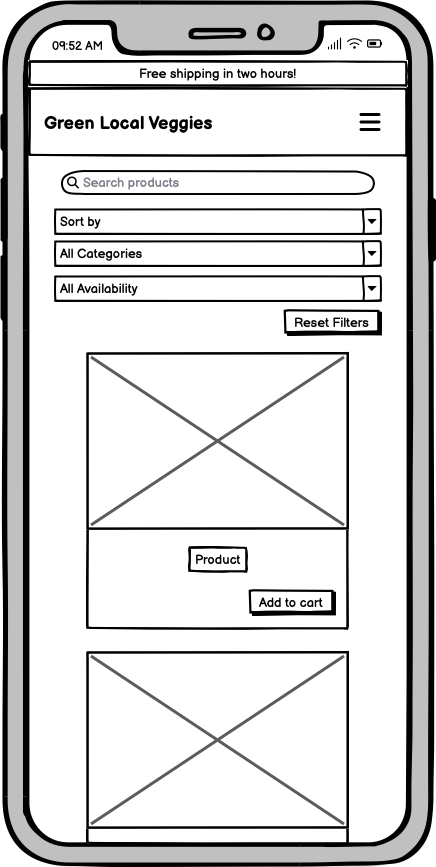 09:52 AM
Free shipping in two hours!
Green Local Veggies
Search products
Sort by
All Categories
All Availability
Reset Filters
Product
Add to cart